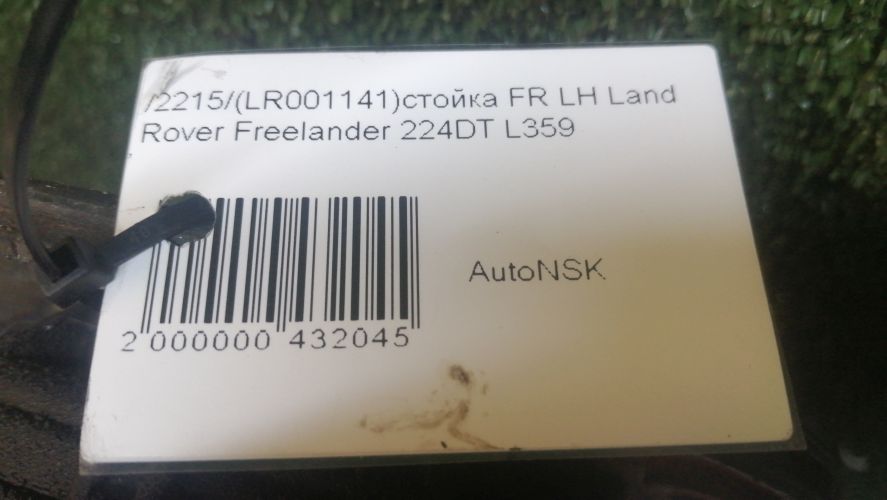 /2215/(LR001141)стойка FR LH Land
Rover Freelander 224DT L359
AutoNSK
2 000000 432045